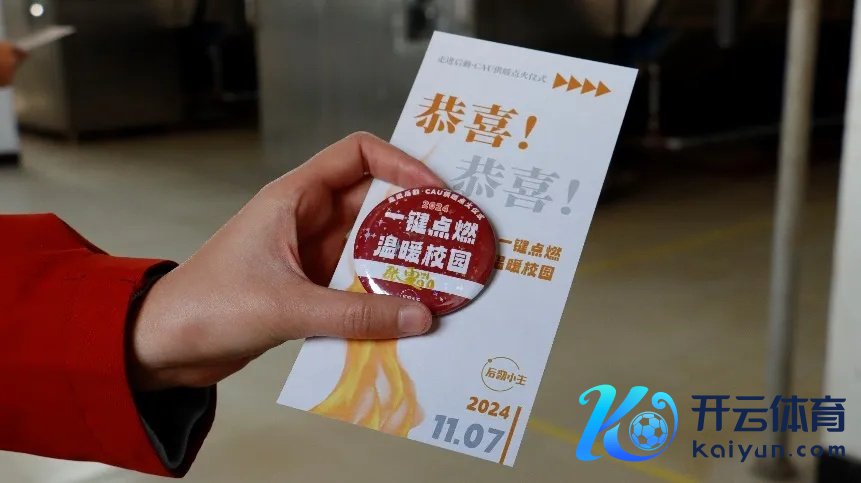 走进后勤·CAU供暖点火仪式
恭喜!
恭喜!
一键点燃
温暖校园
2024
一键点燃
温暖校园
后勤小主
2024
11.07
开云体育
kaiyun.com